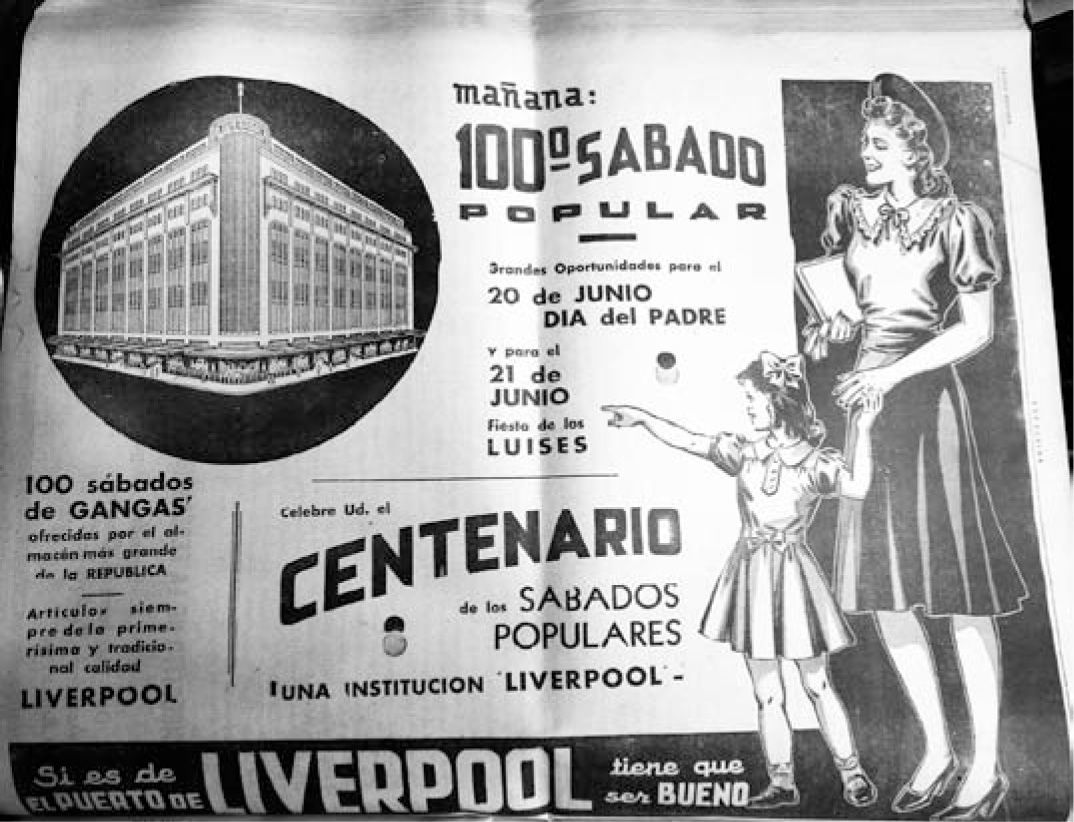 mañana:
100º SABADO
POPULAR
Grandes Oportunidades para el
20 de JUNIO
DIA del PADRE
y para el
21 de
JUNIO
Fiesta de los
LUISES
100 sábados
de GANGAS
ofrecidas por el al-
macén más grande
de la REPUBLICA
Articulos siem-
pre de la prime-
rísima y tradicio-
nal calidad
LIVERPOOL
Celebre Ud. el
CENTENARIO
de los SABADOS
POPULARES
¡UNA INSTITUCION "LIVERPOOL"-
Si es de
EL PUERTO DE
LIVERPOOL
tiene que
ser BUENO